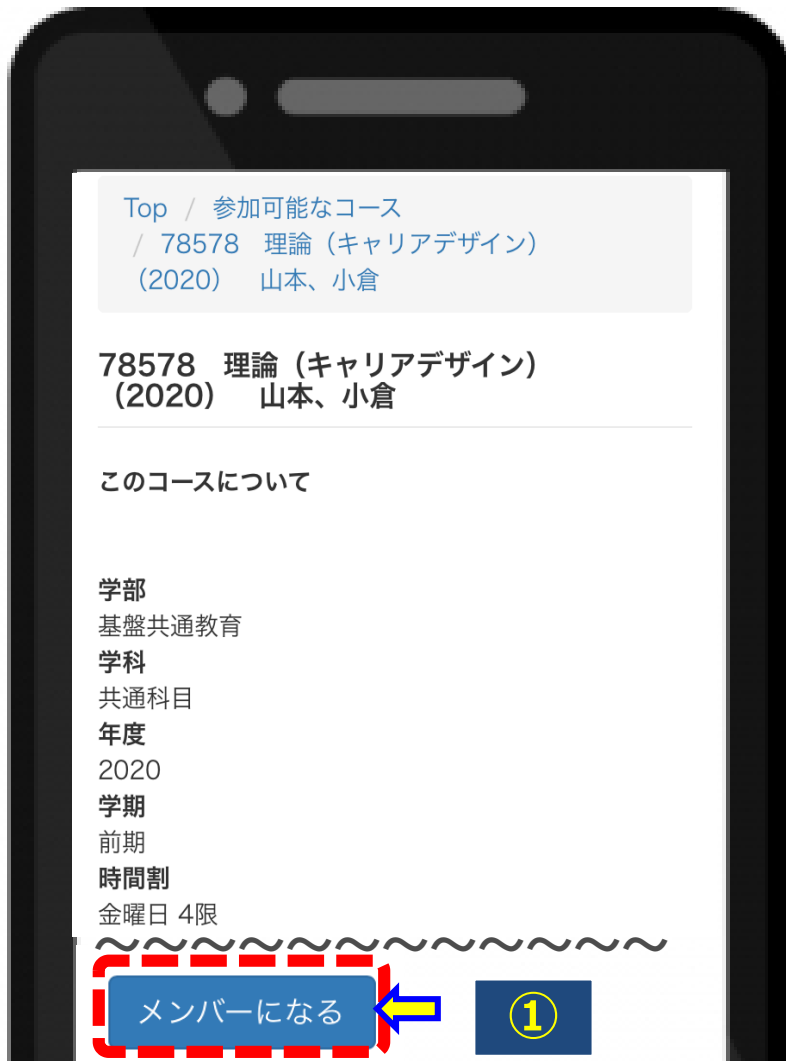 Top / 参加可能なコース
/ 78578　理論（キャリアデザイン）
（2020）　山本、小倉
78578　理論（キャリアデザイン）
（2020）　山本、小倉
このコースについて
学部
基盤共通教育
学科
共通科目
年度
2020
学期
前期
時間割
金曜日 4限
メンバーになる
①